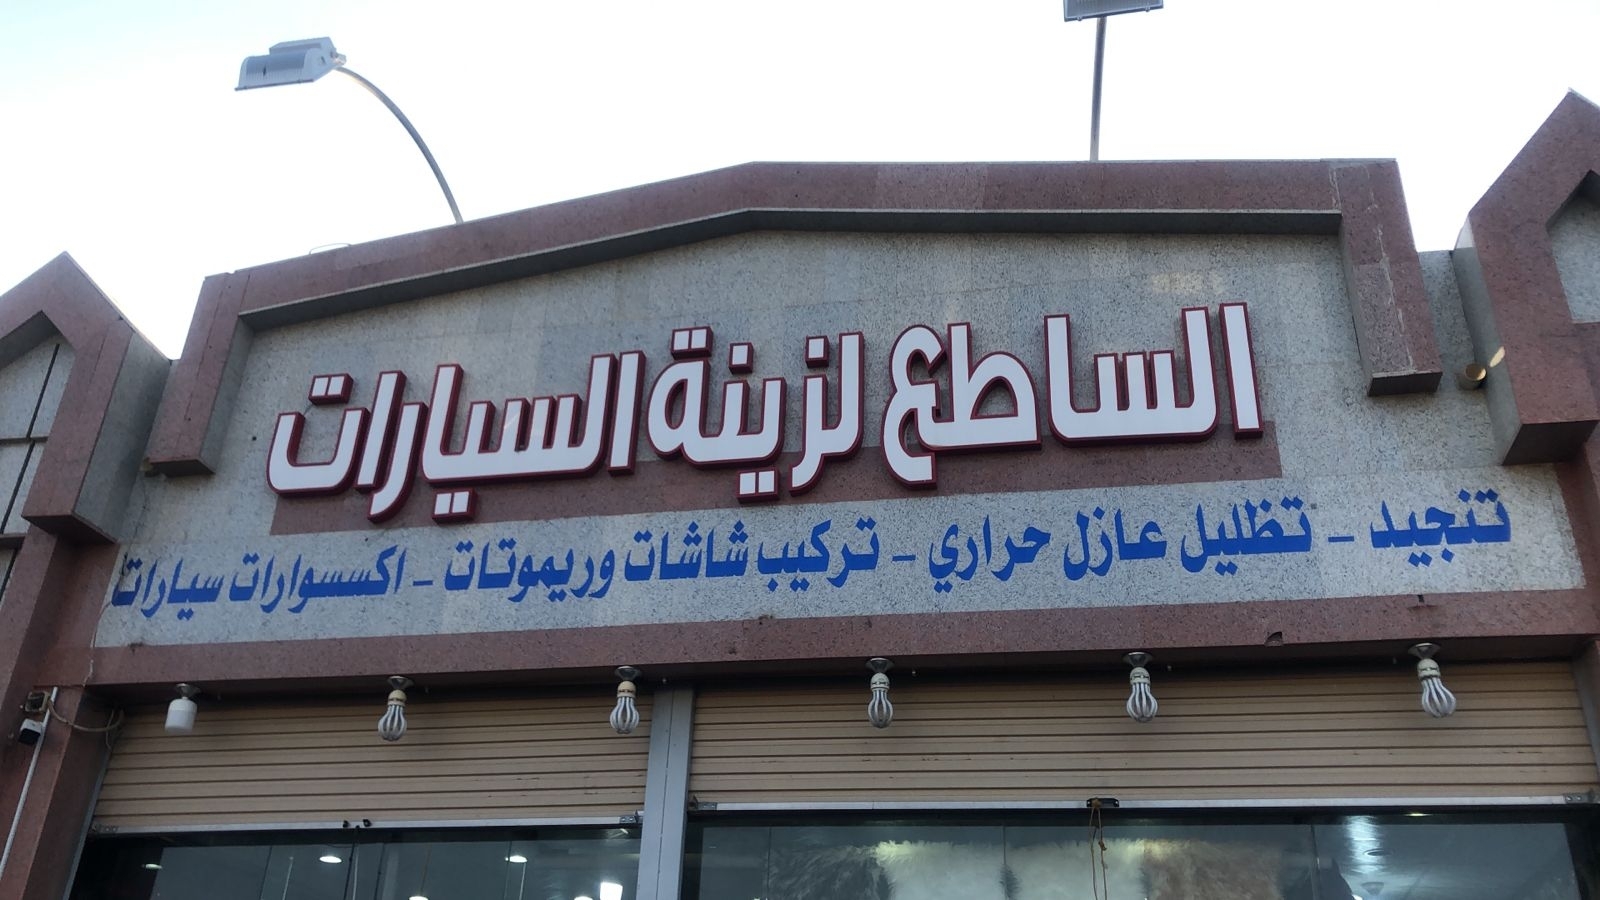 الساطع لزينة السيارات
تنجيد - تظليل عازل حراري - تركيب شاشات وريموتات - اكسسوارات سيارات